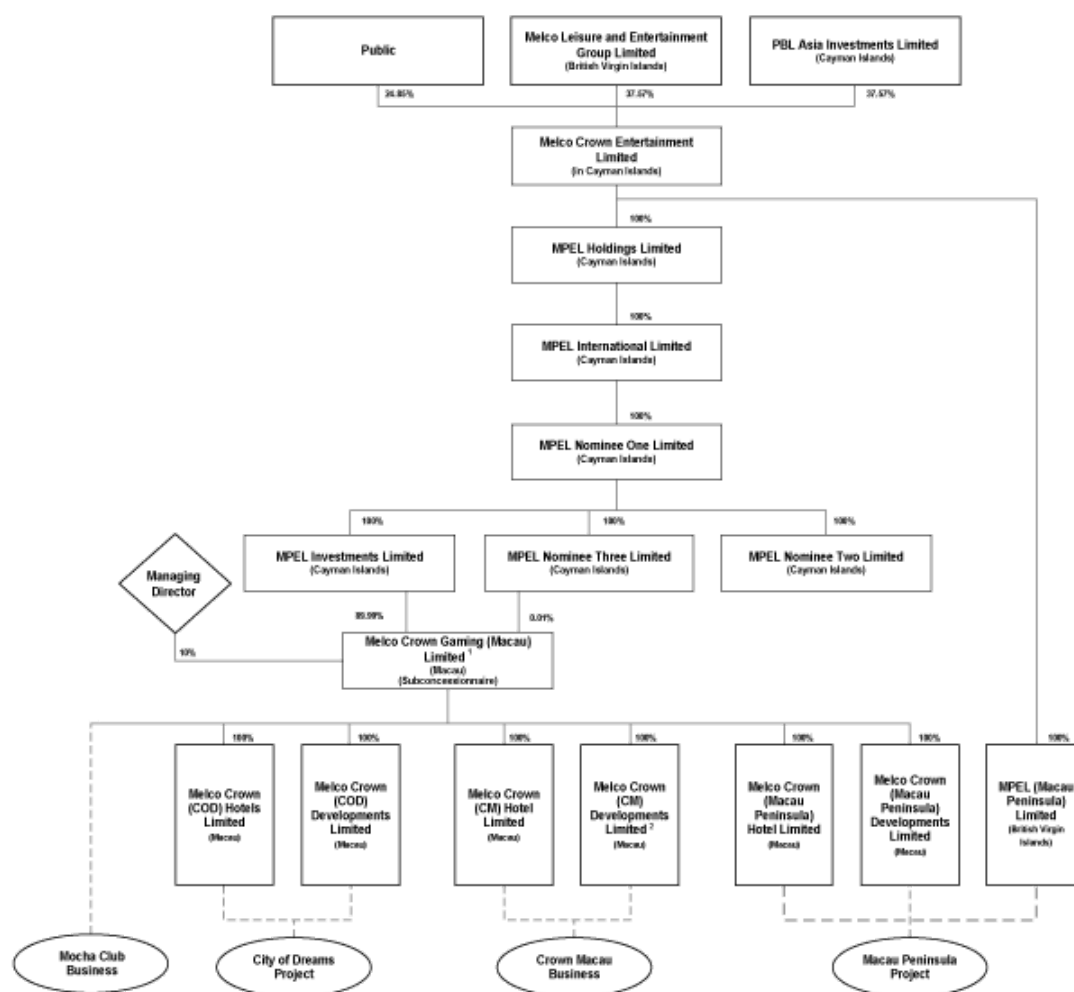 Public
Melco Leisure and Entertainment
Group Limited
(British Virgin Islands)
PBL Asia Investments Limited
(Cayman Islands)
24.85%
37.57%
37.57%
Melco Crown Entertainment
Limited
(in Cayman Islands)
100%
MPEL Holdings Limited
(Cayman Islands)
100%
MPEL International Limited
(Cayman Islands)
100%
MPEL Nominee One Limited
(Cayman Islands)
100%
100%
100%
MPEL Investments Limited
(Cayman Islands)
MPEL Nominee Three Limited
(Cayman Islands)
MPEL Nominee Two Limited
(Cayman Islands)
Managing
Director
89.99%
0.01%
10%
Melco Crown Gaming (Macau)
Limited 1
(Macau)
(Subconcessionnaire)
100%
100%
100%
100%
100%
100%
100%
Melco Crown
(COD) Hotels
Limited
(Macau)
Melco Crown
(COD)
Developments
Limited
(Macau)
Melco Crown
(CM) Hotel
Limited
(Macau)
Melco Crown
(CM)
Developments
Limited 2
(Macau)
Melco Crown
(Macau
Peninsula)
Hotel Limited
(Macau)
Melco Crown
(Macau
Peninsula)
Developments
Limited
(Macau)
MPEL (Macau
Peninsula)
Limited
(British Virgin
Islands)
Mocha Club
Business
City of Dreams
Project
Crown Macau
Business
Macau Peninsula
Project